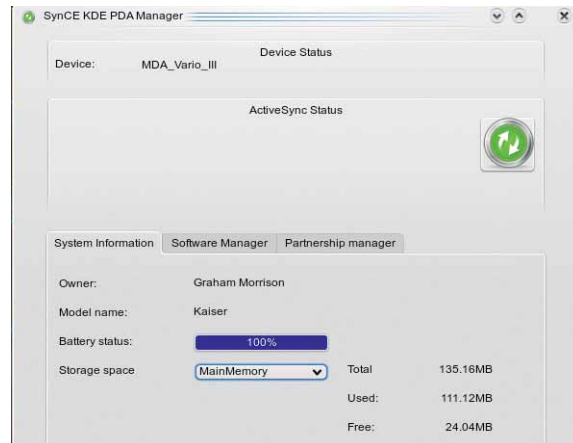 SynCE KDE PDA Manager
Device Status
Device: MDA_Vario_III
ActiveSync Status
System Information Software Manager Partnership manager
Owner: Graham Morrison
Model name: Kaiser
Battery status: 100%
Storage space MainMemory Total 135.16MB
Used: 111.12MB
Free: 24.04MB